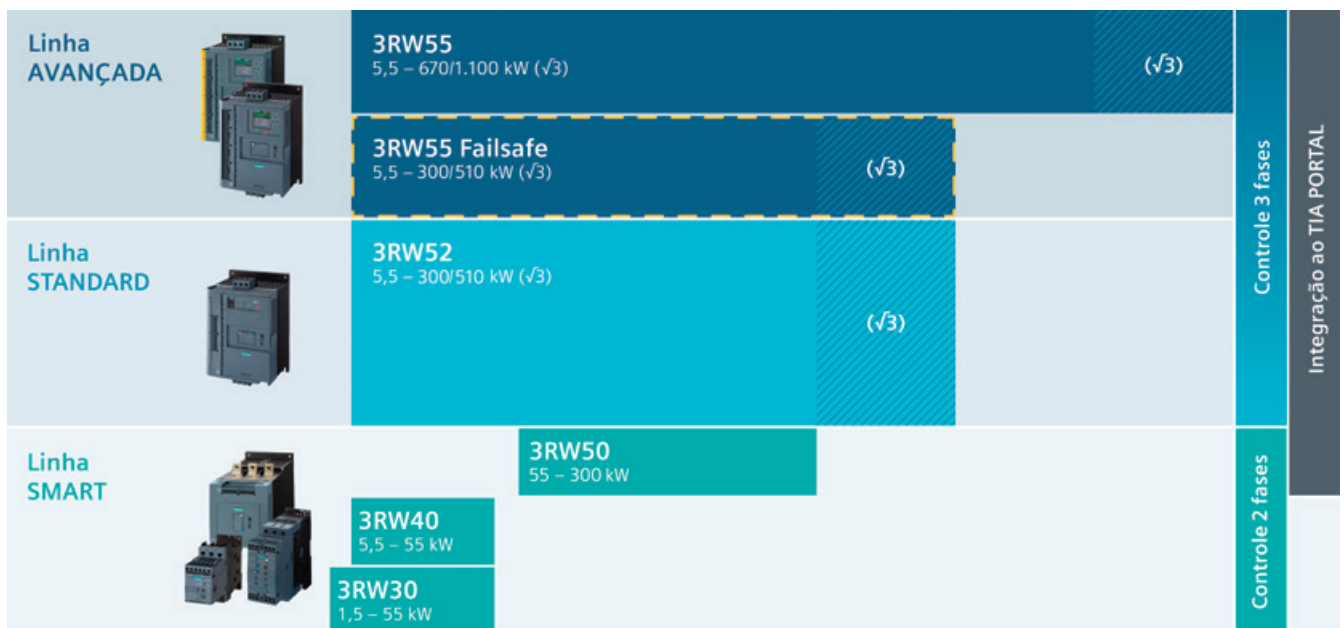 Linha
AVANÇADA
3RW55
5,5 – 670/1.100 kW (√3)
(√3)
3RW55 Failsafe
5,5 – 300/510 kW (√3)
(√3)
Linha
STANDARD
3RW52
5,5 – 300/510 kW (√3)
(√3)
Controle 3 fases
Integração ao TIA PORTAL
Linha
SMART
3RW50
55 – 300 kW
3RW40
5,5 – 55 kW
3RW30
1,5 – 55 kW
Controle 2 fases